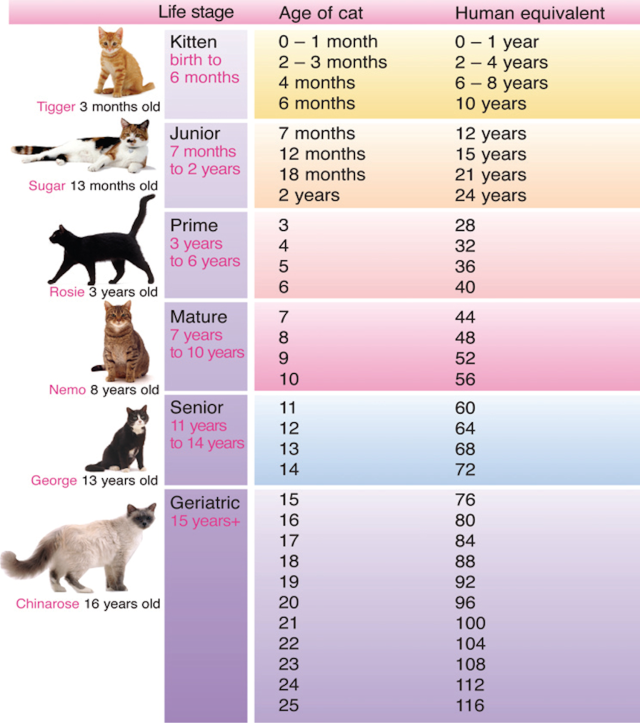 Life stage Age of cat Human equivalent
Kitten 0 – 1 month 0 – 1 year
birth to 2 – 3 months 2 – 4 years
6 months 4 months 6 – 8 years
Tigger 3 months old 6 months 10 years
Junior 7 months 12 years
7 months 12 months 15 years
to 2 years 18 months 21 years
Sugar 13 months old 2 years 24 years
Prime 3 28
3 years 4 32
to 6 years 5 36
Rosie 3 years old 6 40
Mature 7 44
7 years 8 48
to 10 years 9 52
Nemo 8 years old 10 56
Senior 11 60
11 years 12 64
to 14 years 13 68
George 13 years old 14 72
Geriatric 15 76
15 years+ 16 80
17 84
18 88
19 92
Chinarose 16 years old 20 96
21 100
22 104
23 108
24 112
25 116